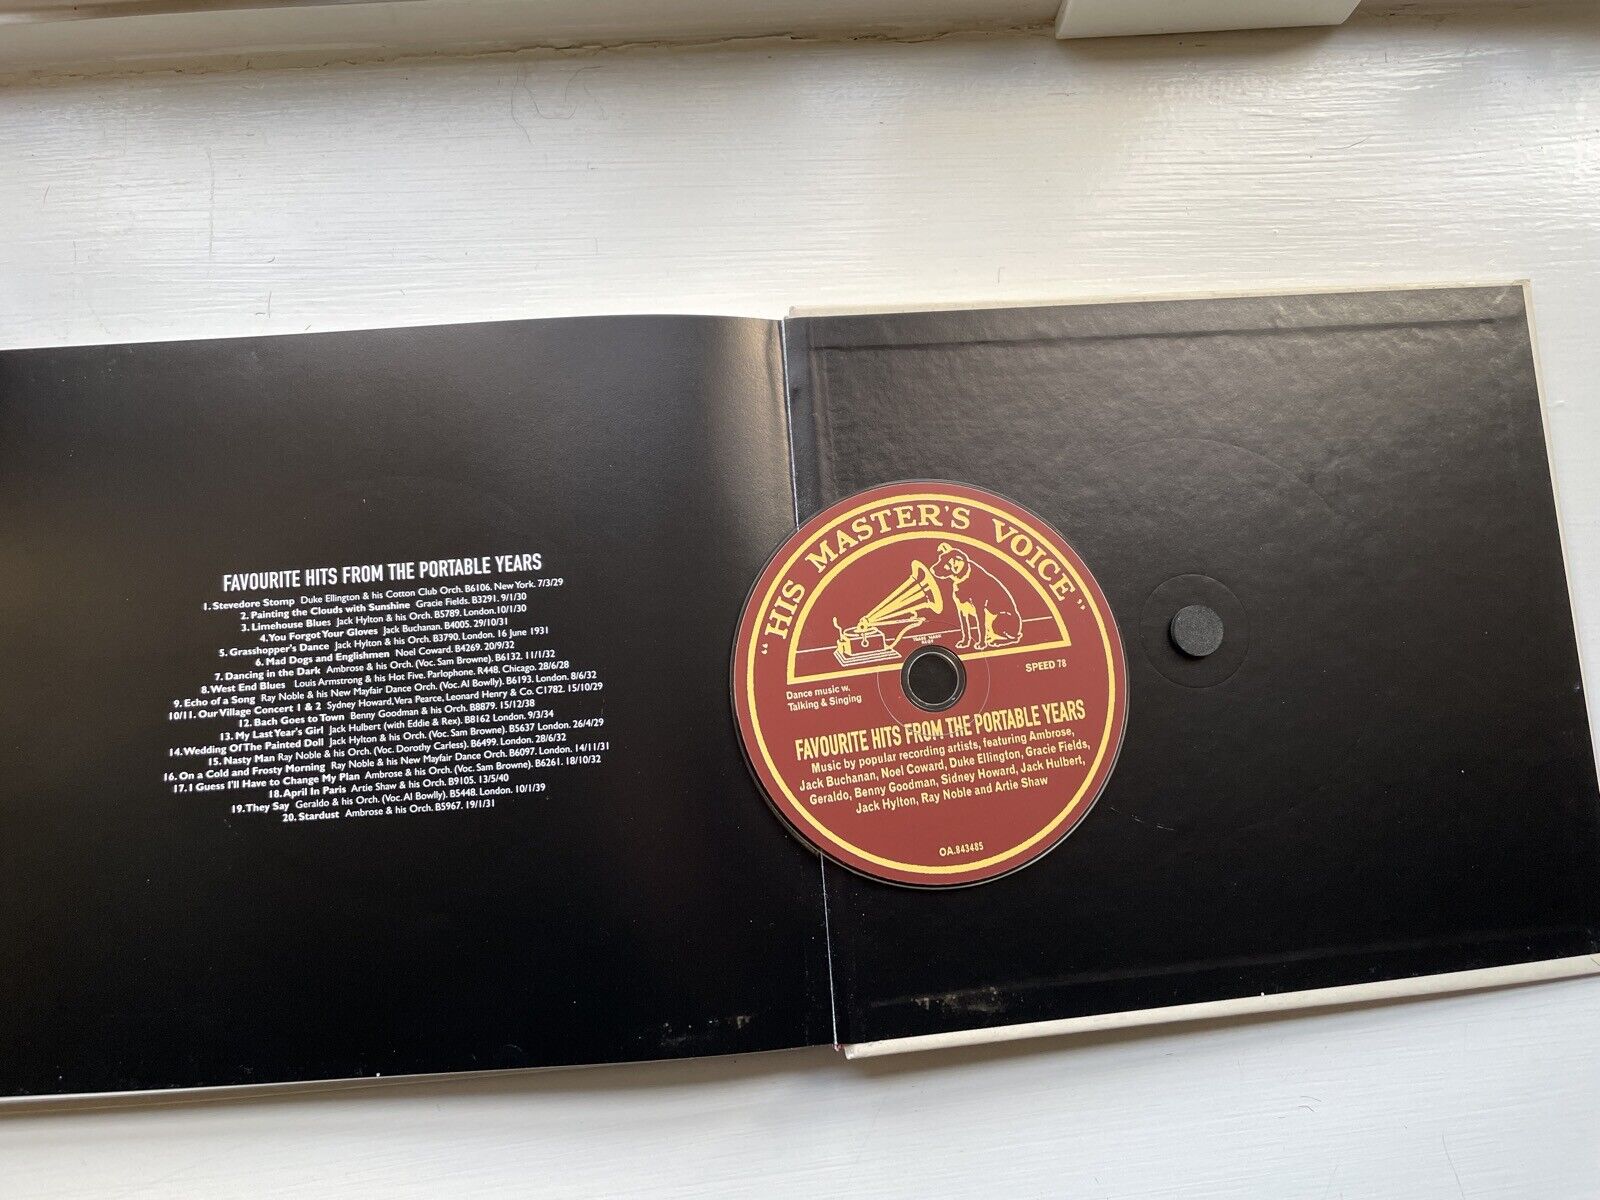 FAVOURITE HITS FROM THE PORTABLE YEARS
1. Stevedore Stomp Duke Ellington & his Cotton Club Orch. B6106. New York. 7/3/29
2. Painting the Clouds with Sunshine Gracie Fields. B3291. 9/1/30
3. Limehouse Blues Jack Hylton & his Orch. B5789. London.10/1/30
4. You Forgot Your Gloves Jack Buchanan. B4005. 29/10/31
5. Grasshopper's Dance Jack Hylton & his Orch. B3790. London. 16 June 1931
6. Mad Dogs and Englishmen Noel Coward. B4269. 20/9/32
7. Dancing in the Dark Ambrose & his Orch. (Voc. Sam Browne). B6132. 11/1/32
8. West End Blues Louis Armstrong & his Hot Five. Parlophone. R448. Chicago. 28/6/28
9. Echo of a Song Ray Noble & his New Mayfair Dance Orch. (Voc. Al Bowlly). B6193. London. 8/6/32
10/11. Our Village Concert 1 & 2 Sydney Howard, Vera Pearce, Leonard Henry & Co. C1782. 15/10/29
12. Bach Goes to Town Benny Goodman & his Orch. B8879. 15/12/38
13. My Last Year's Girl Jack Hulbert (with Eddie & Rex). B8162 London. 9/3/34
14. Wedding Of The Painted Doll Jack Hylton & his Orch. (Voc. Sam Browne). B5637 London. 26/4/29
15. Nasty Man Ray Noble & his Orch. (Voc. Dorothy Carless). B6499. London. 28/6/32
16. On a Cold and Frosty Morning Ray Noble & his New Mayfair Dance Orch. B6097. London. 14/11/31
17. I Guess I'll Have to Change My Plan Ambrose & his Orch. (Voc. Sam Browne). B6261. 18/10/32
18. April In Paris Artie Shaw & his Orch. B9105. 13/5/40
19. They Say Geraldo & his Orch. (Voc. Al Bowlly). B5448. London. 10/1/39
20. Stardust Ambrose & his Orch. B5967. 19/1/31
"HIS MASTER'S VOICE"
TRADE MARK
SPEED 78
Dance music w.
Talking & Singing
FAVOURITE HITS FROM THE PORTABLE YEARS
Music by popular recording artists, featuring Ambrose,
Jack Buchanan, Noel Coward, Duke Ellington, Gracie Fields,
Geraldo, Benny Goodman, Sidney Howard, Jack Hulbert,
Jack Hylton, Ray Noble and Artie Shaw
OA.843485